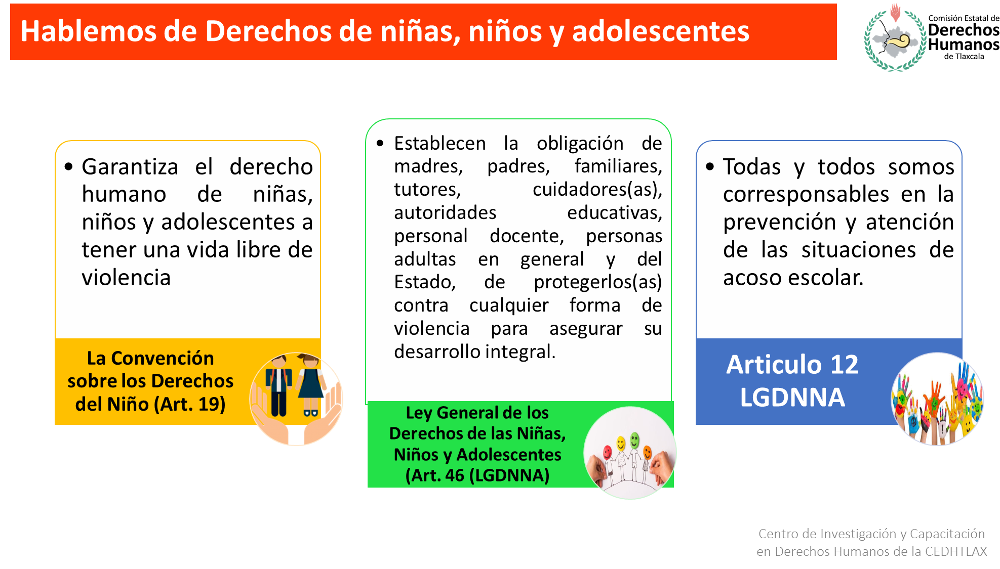 Hablemos de Derechos de niñas, niños y adolescentes
Comisión Estatal de
Derechos
Humanos
de Tlaxcala
• Garantiza el derecho
humano de niñas,
niños y adolescentes a
tener una vida libre de
violencia
La Convención
sobre los Derechos
del Niño (Art. 19)
• Establecen la obligación de
madres, padres, familiares,
tutores, cuidadores(as),
autoridades educativas,
personal docente, personas
adultas en general y del
Estado, de protegerlos(as)
contra cualquier forma de
violencia para asegurar su
desarrollo integral.
Ley General de los
Derechos de las Niñas,
Niños y Adolescentes
(Art. 46 (LGDNNA)
• Todas y todos somos
corresponsables en la
prevención y atención
de las situaciones de
acoso escolar.
Articulo 12
LGDNNA
Centro de Investigación y Capacitación
en Derechos Humanos de la CEDHTLAX